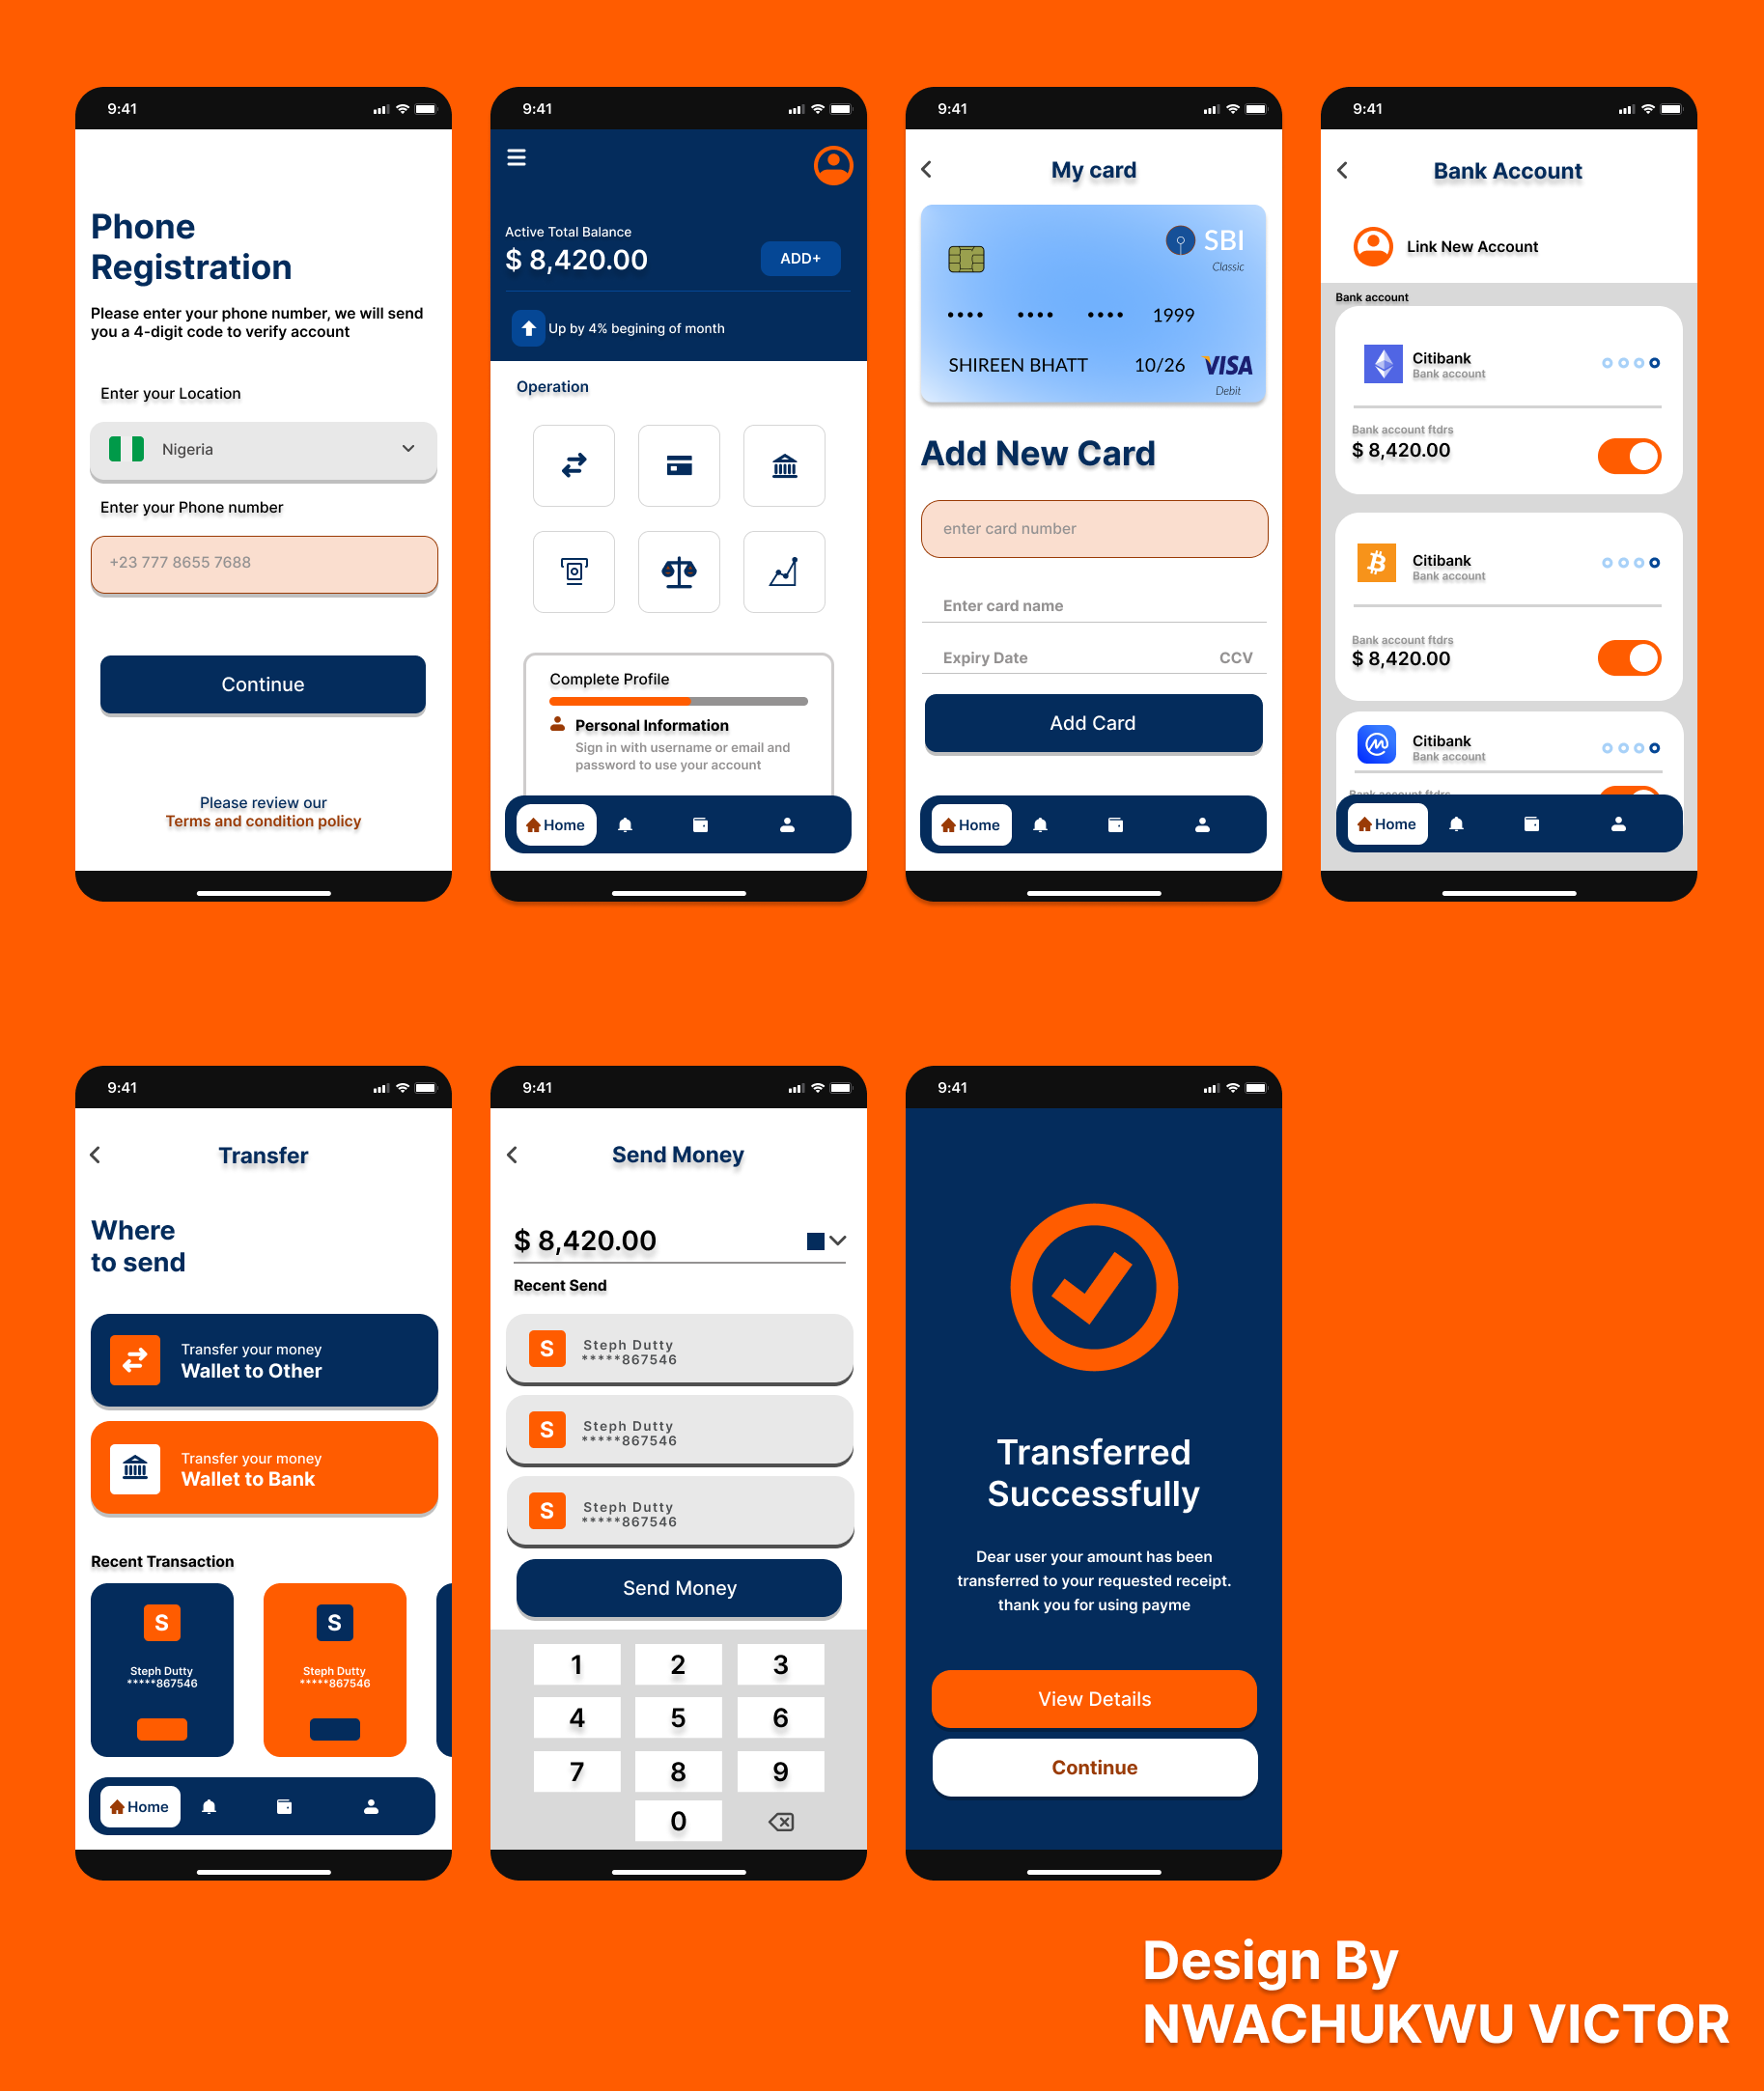 9:41
Phone
Registration
Please enter your phone number, we will send
you a 4-digit code to verify account
Enter your Location
Nigeria
Enter your Phone number
+23 777 8655 7688
Continue
Please review our
Terms and condition policy
9:41
Active Total Balance
$ 8,420.00
ADD+
Up by 4% begining of month
Operation
Complete Profile
Personal Information
Sign in with username or email and
password to use your account
Home
9:41
My card
SBI
Classic
•••• •••• •••• 1999
SHIREEN BHATT 10/26 VISA
Debit
Add New Card
enter card number
Enter card name
Expiry Date CCV
Add Card
Home
9:41
Bank Account
Link New Account
Bank account
Citibank
Bank account
Bank account ftdrs
$ 8,420.00
Citibank
Bank account
Bank account ftdrs
$ 8,420.00
Citibank
Bank account
Bank account ftdrs
Home
9:41
Transfer
Where
to send
Transfer your money
Wallet to Other
Transfer your money
Wallet to Bank
Recent Transaction
S
Steph Dutty
*****867546
S
Steph Dutty
*****867546
Home
9:41
Send Money
$ 8,420.00
Recent Send
S
Steph Dutty
*****867546
S
Steph Dutty
*****867546
S
Steph Dutty
*****867546
Send Money
1 2 3
4 5 6
7 8 9
0
9:41
Transferred
Successfully
Dear user your amount has been
transferred to your requested receipt.
thank you for using payme
View Details
Continue
Design By
NWACHUKWU VICTOR